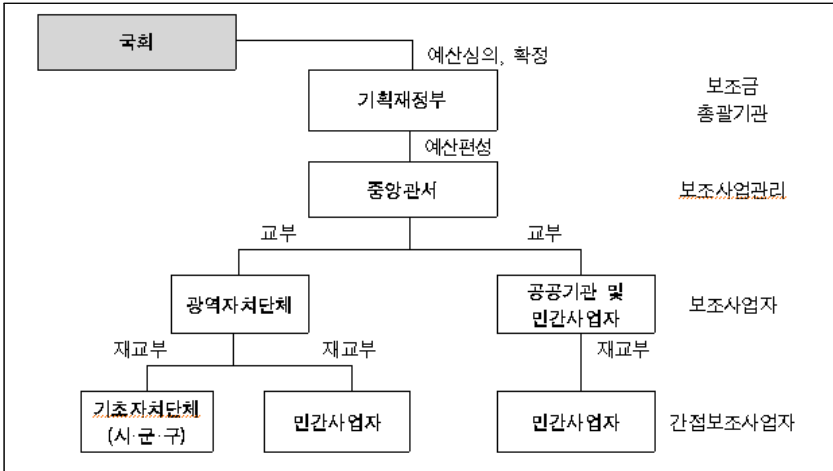 국회
예산심의, 확정
기획재정부
보조금
총괄기관
예산편성
중앙관서
보조사업관리
교부
교부
광역자치단체
공공기관 및
민간사업자
보조사업자
재교부
재교부
재교부
기초자치단체
(시·군·구)
민간사업자
민간사업자
간접보조사업자